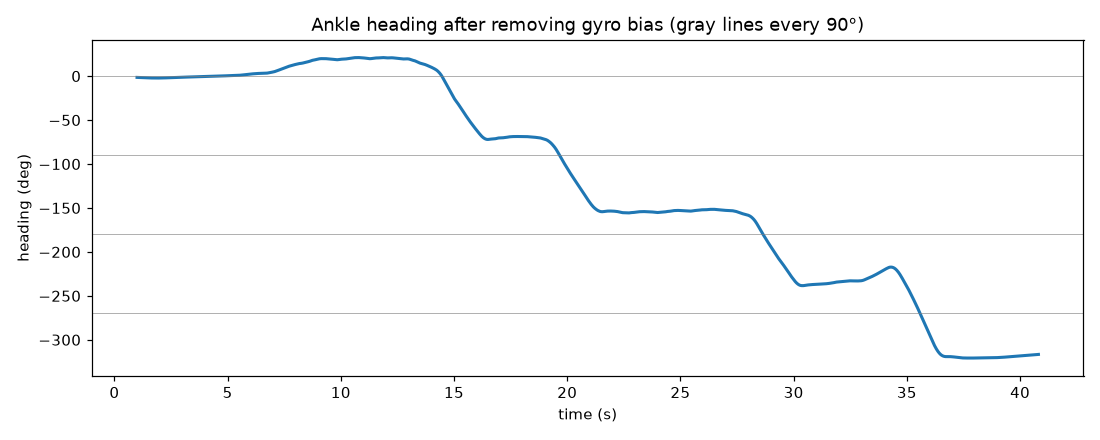 Ankle heading after removing gyro bias (gray lines every 90°)
heading (deg)
0
−50
−100
−150
−200
−250
−300
0 5 10 15 20 25 30 35 40
time (s)